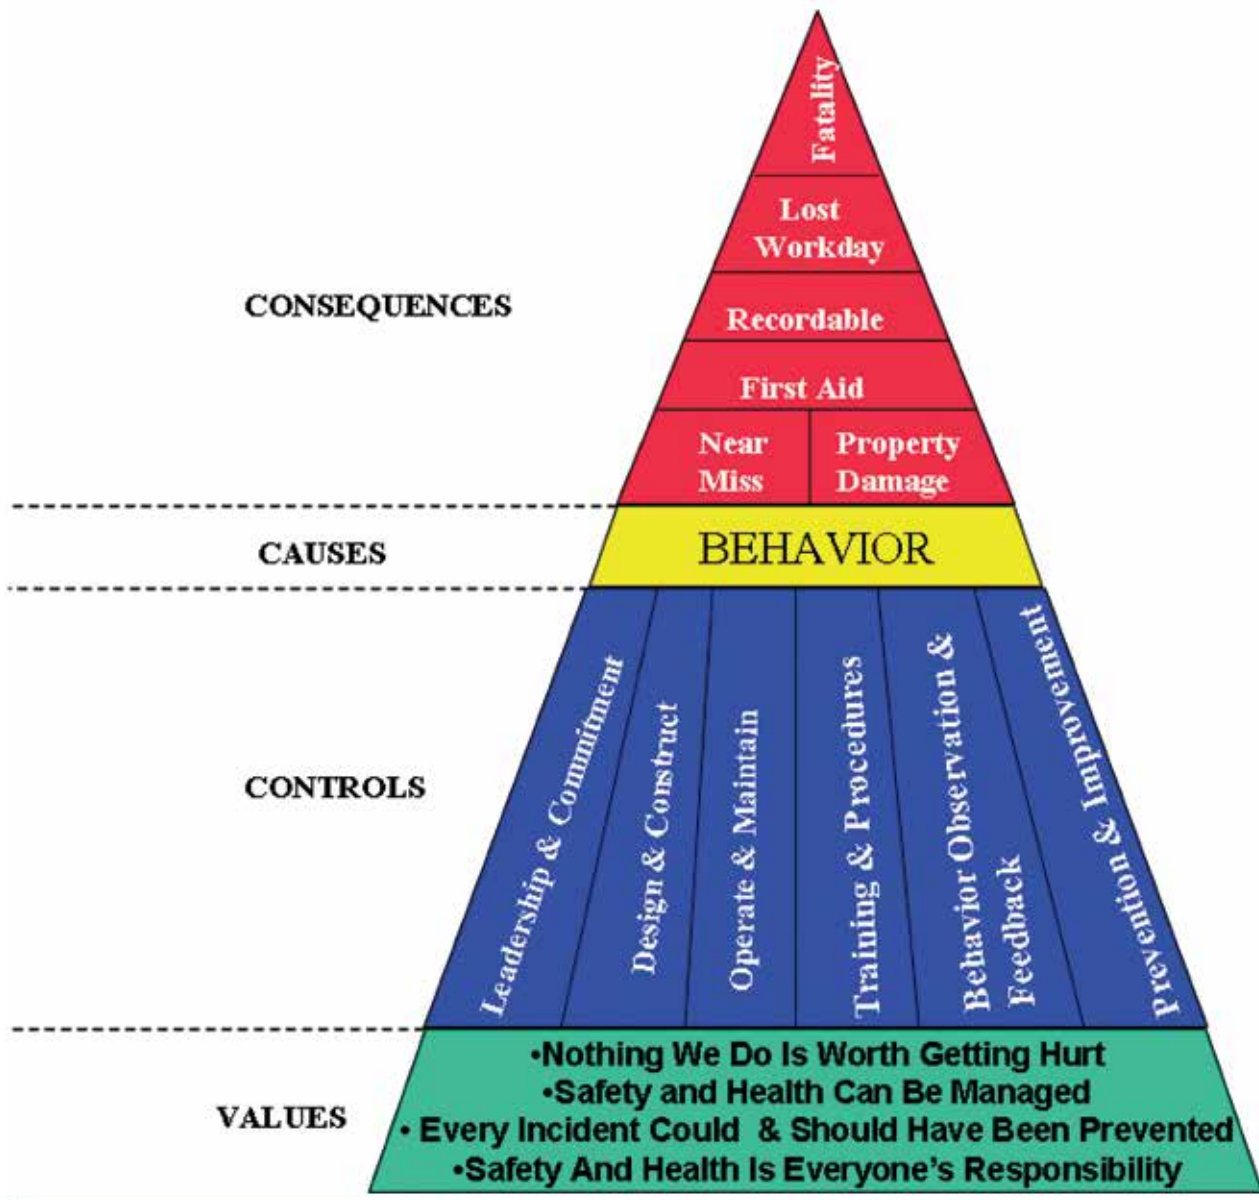 Fatality
Lost
Workday
CONSEQUENCES
Recordable
First Aid
Near
Miss
Property
Damage
CAUSES
BEHAVIOR
CONTROLS
Leadership & Commitment
Design & Construct
Operate & Maintain
Training & Procedures
Behavior Observation &
Feedback
Prevention & Improvement
VALUES
•Nothing We Do Is Worth Getting Hurt
•Safety and Health Can Be Managed
• Every Incident Could & Should Have Been Prevented
•Safety And Health Is Everyone's Responsibility